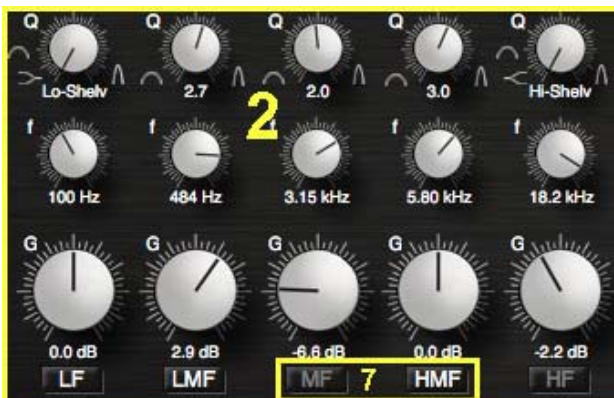 Q Q Q Q Q
Lo-Shelv 2.7 2.0 3.0 Hi-Shelv
2
f f f f f
100 Hz 484 Hz 3.15 kHz 5.80 kHz 18.2 kHz
G G G G G
0.0 dB 2.9 dB -6.6 dB 0.0 dB -2.2 dB
LF LMF MF 7 HMF HF